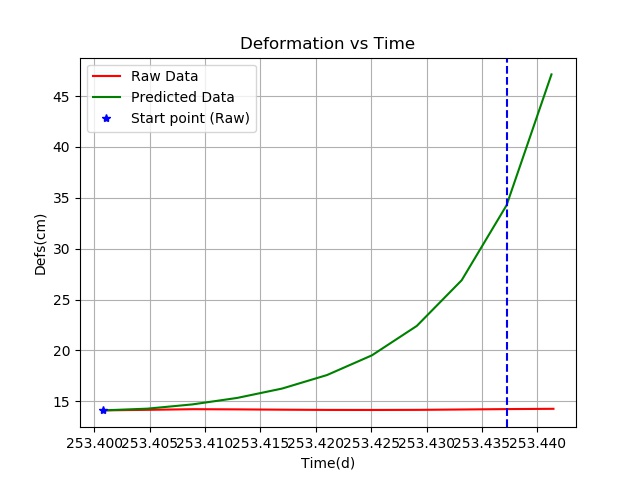 Deformation vs Time
Raw Data
Predicted Data
Start point (Raw)
Defs(cm)
45
40
35
30
25
20
15
253.400 253.405 253.410 253.415 253.420 253.425 253.430 253.435 253.440
Time(d)